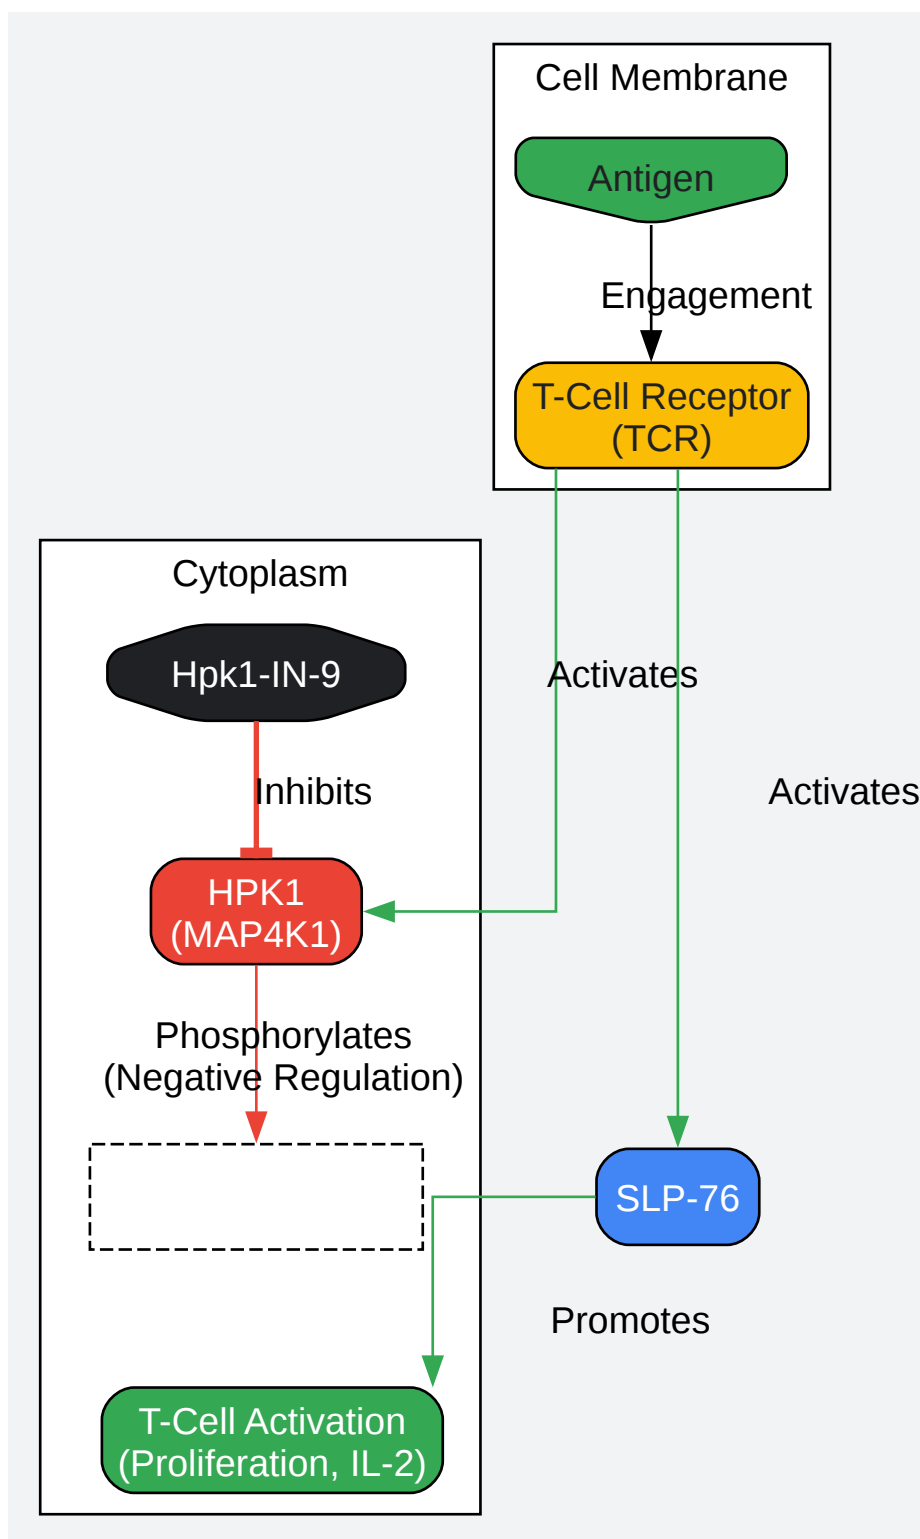 Cell Membrane
Antigen
Engagement
T-Cell Receptor
(TCR)
Cytoplasm
Hpk1-IN-9
Activates
Inhibits
Activates
HPK1
(MAP4K1)
Phosphorylates
(Negative Regulation)
SLP-76
Promotes
T-Cell Activation
(Proliferation, IL-2)